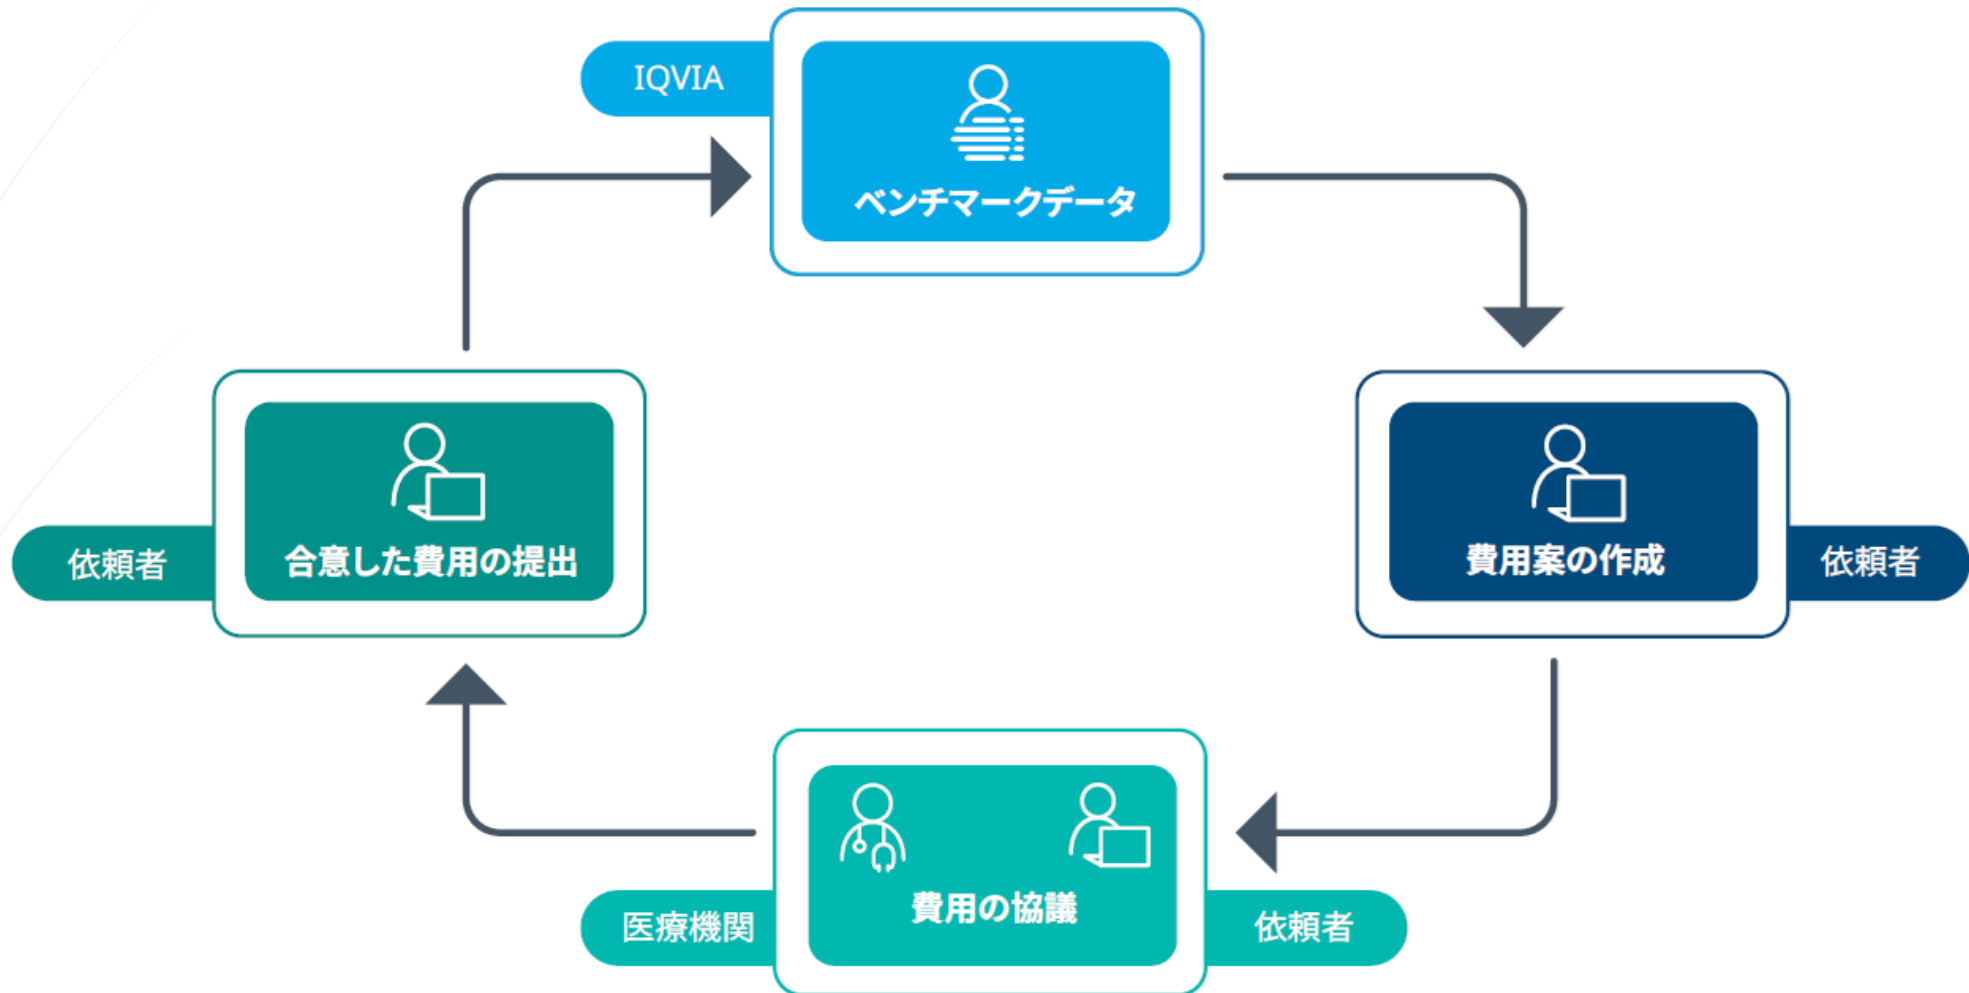 IQVIA
ベンチマークデータ
合意した費用の提出
依頼者
費用案の作成
依頼者
費用の協議
医療機関
依頼者